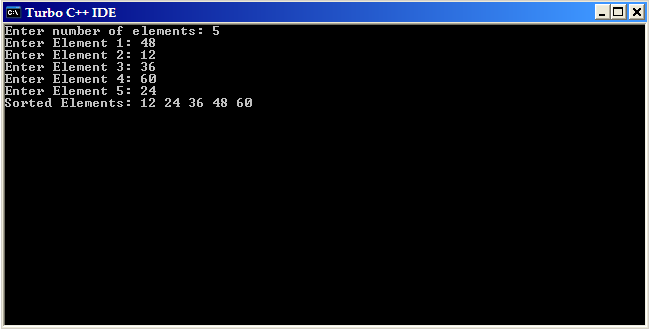 Turbo C++ IDE
Enter number of elements: 5
Enter Element 1: 48
Enter Element 2: 12
Enter Element 3: 36
Enter Element 4: 60
Enter Element 5: 24
Sorted Elements: 12 24 36 48 60